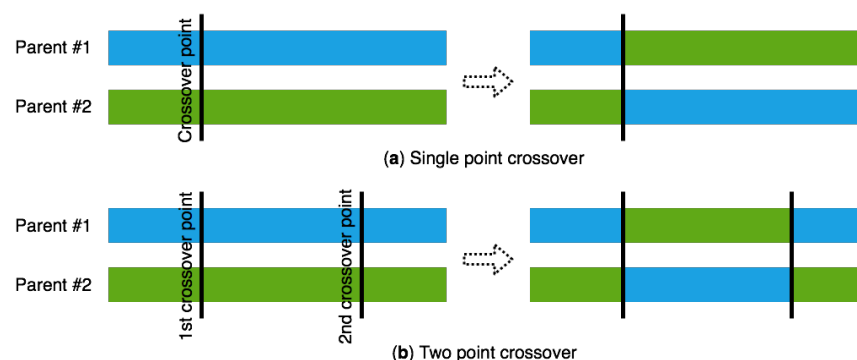 Parent #1
Crossover point
Parent #2
(a) Single point crossover
Parent #1
1st crossover point
2nd crossover point
Parent #2
(b) Two point crossover